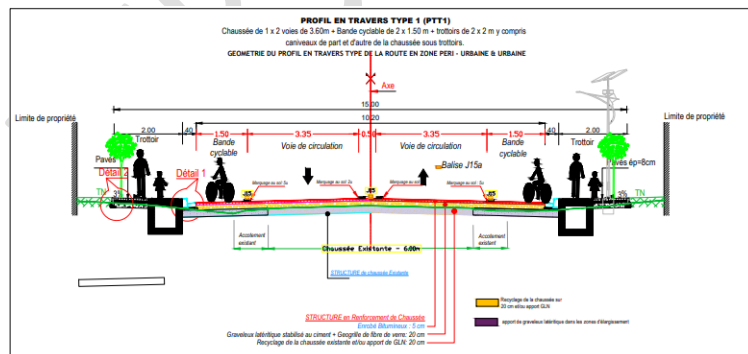 PROFIL EN TRAVERS TYPE 1 (PTT1)
Chaussée de 1 x 2 voies de 3.60m + Bande cyclable de 2 x 1.50 m + trottoirs de 2 x 2 m y compris
caniveaux de part et d'autre de la chaussée sous trottoirs.
GEOMETRIE DU PROFIL EN TRAVERS TYPE DE LA ROUTE EN ZONE PERI - URBAINE & URBAINE
Axe
Limite de propriété
15.00
Limite de propriété
10.20
2.00 .40 1.50 3.35 0.50 3.35 1.50 .40 2.00
Trottoir
Bande cyclable
Voie de circulation
Voie de circulation
Bande cyclable
Trottoir
Balise J15a
Pavés
Détail 2
Détail 1
Pavés ép=8cm
TN
3%
3%
TN
Accotement existant
Chaussée Existante - 6.00m
Accotement existant
STRUCTURE de chaussée Existante
STRUCTURE en Renforcement de Chaussée
Enrobé Bitumineux : 5 cm
Graveleux latéritique stabilisé au ciment + Geogrille de fibre de verre: 20 cm
Recyclage de la chaussée existante et/ou apport de GLN: 20 cm
Recyclage de la chaussée sur
20 cm et/ou apport GLN
apport de graveleux latéritique dans les zones d'élargissement